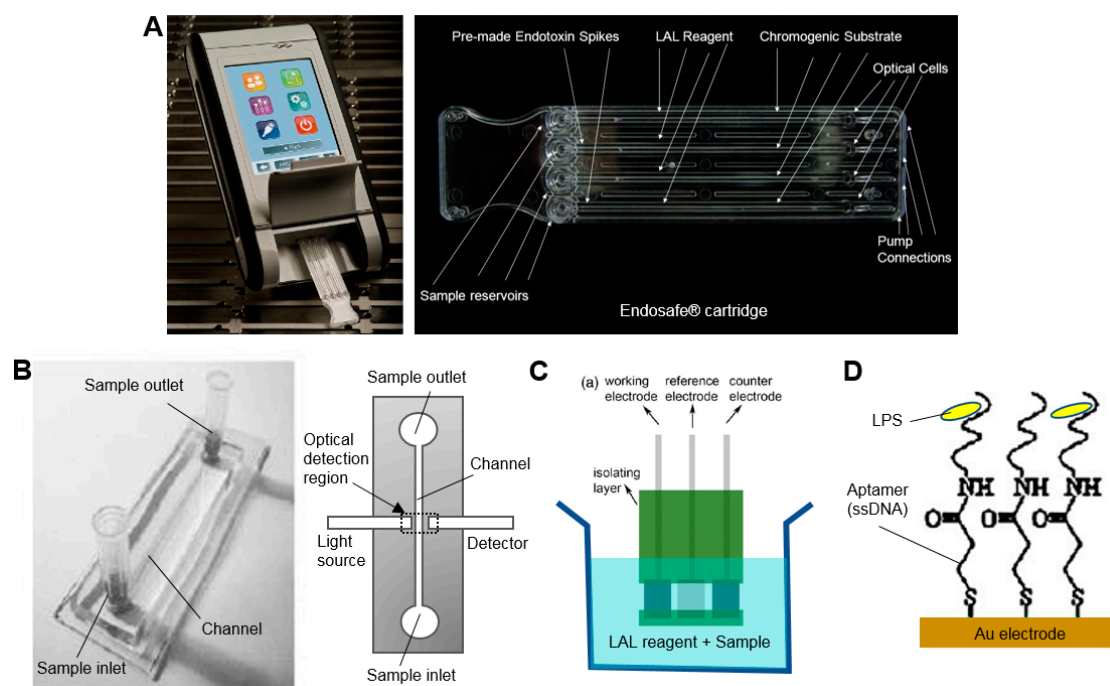 A
Pre-made Endotoxin Spikes
LAL Reagent
Chromogenic Substrate
Optical Cells
Pump
Connections
Sample reservoirs
Endosafe® cartridge
B
Sample outlet
Channel
Sample inlet
Sample outlet
Optical
detection
region
Channel
Light
source
Detector
Sample inlet
C
(a) working
electrode
reference
electrode
counter
electrode
isolating
layer
LAL reagent + Sample
D
LPS
Aptamer
(ssDNA)
NH NH NH
O O O
S S S
Au electrode